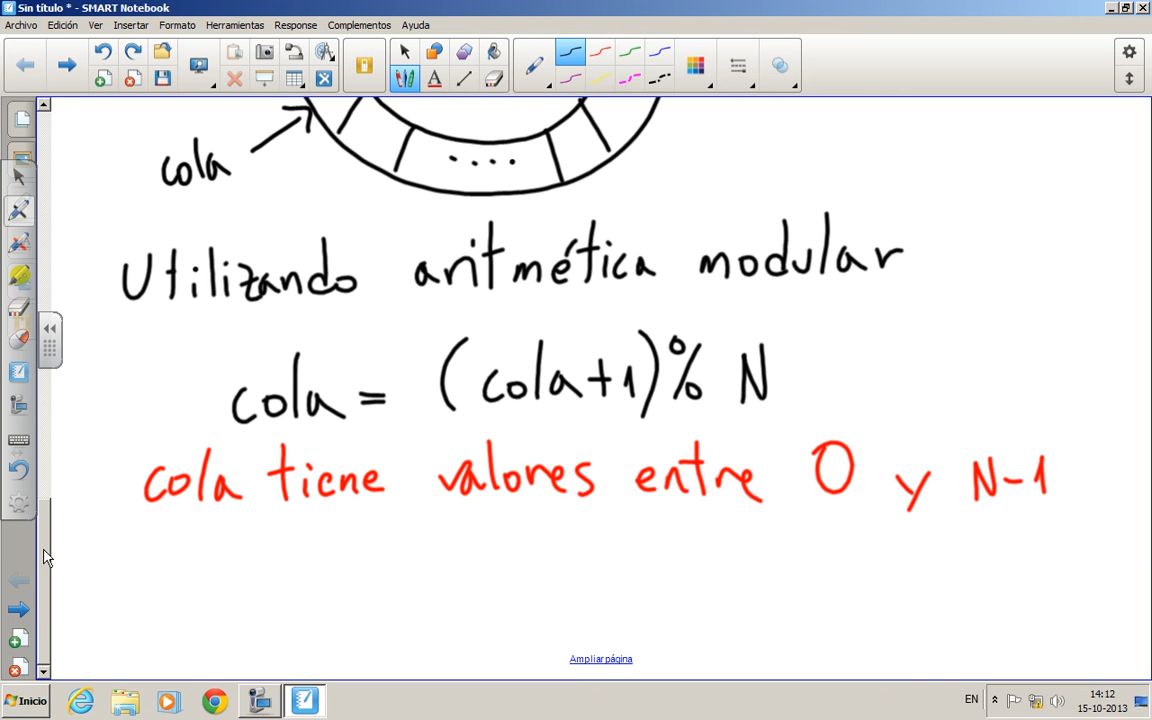 Sin título * - SMART Notebook
Archivo Edición Ver Insertar Formato Herramientas Response Complementos Ayuda
cola
Utilizando aritmética modular
cola = (cola+1)% N
cola tiene valores entre 0 y N-1
Ampliar página
Inicio
EN
14:12
15-10-2013